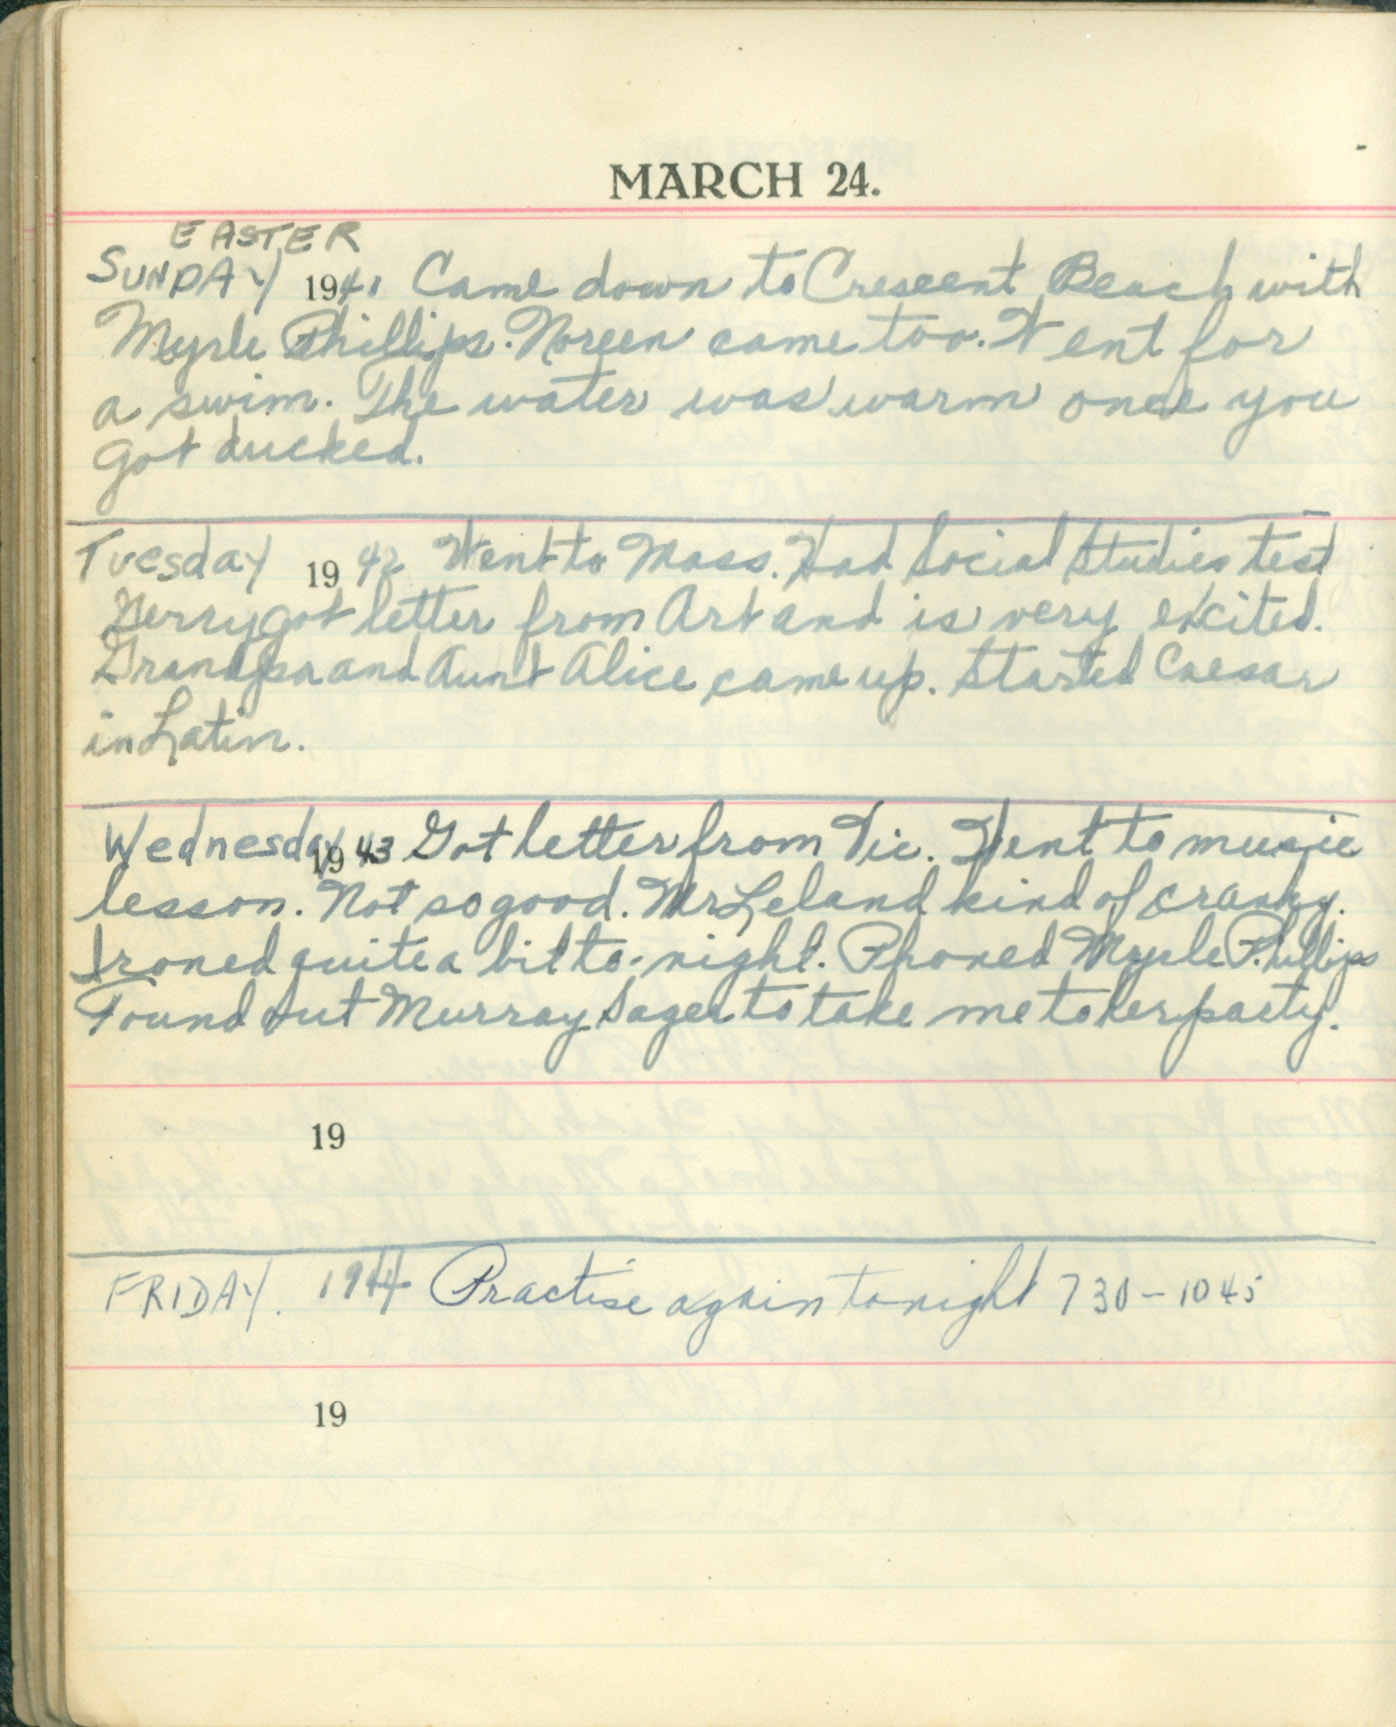 MARCH 24.
EASTER
SUNDAY 1941 Came down to Crescent Beach with
Myrle Phillips. Noreen came too. Went for
a swim. The water was warm once you
got ducked.
Tuesday 1942 Went to Mass. Had Social Studies test
Gerry got letter from Art and is very excited.
Grandpa and Aunt Alice came up. Started Caesar
in Latin.
Wednesday 1943 Got letter from Vic. Went to music
lesson. Not so good. Mr Leland kind of cranky.
Ironed quite a bit to-night. Phoned Myrle Phillips
Found out Murray Sager to take me to her party.
19
FRIDAY. 1944 Practise again tonight 730 - 1045
19